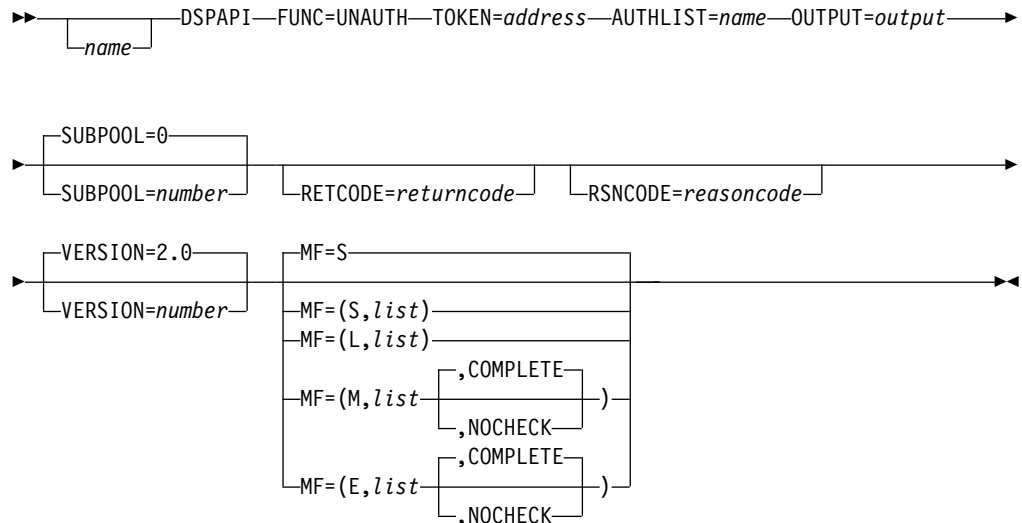 DSPAPI FUNC=UNAUTH TOKEN=address AUTHLIST=name OUTPUT=output
name
SUBPOOL=0
SUBPOOL=number RETCODE=returncode RSNCODE=reasoncode
VERSION=2.0 MF=S
VERSION=number MF=(S,list)
MF=(L,list)
,COMPLETE
MF=(M,list )
,NOCHECK
,COMPLETE
MF=(E,list )
,NOCHECK